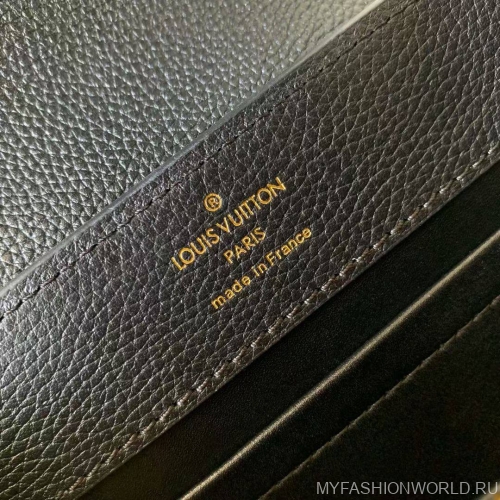 ®
LOUIS VUITTON
PARIS
made in France
MYFASHIONWORLD.RU